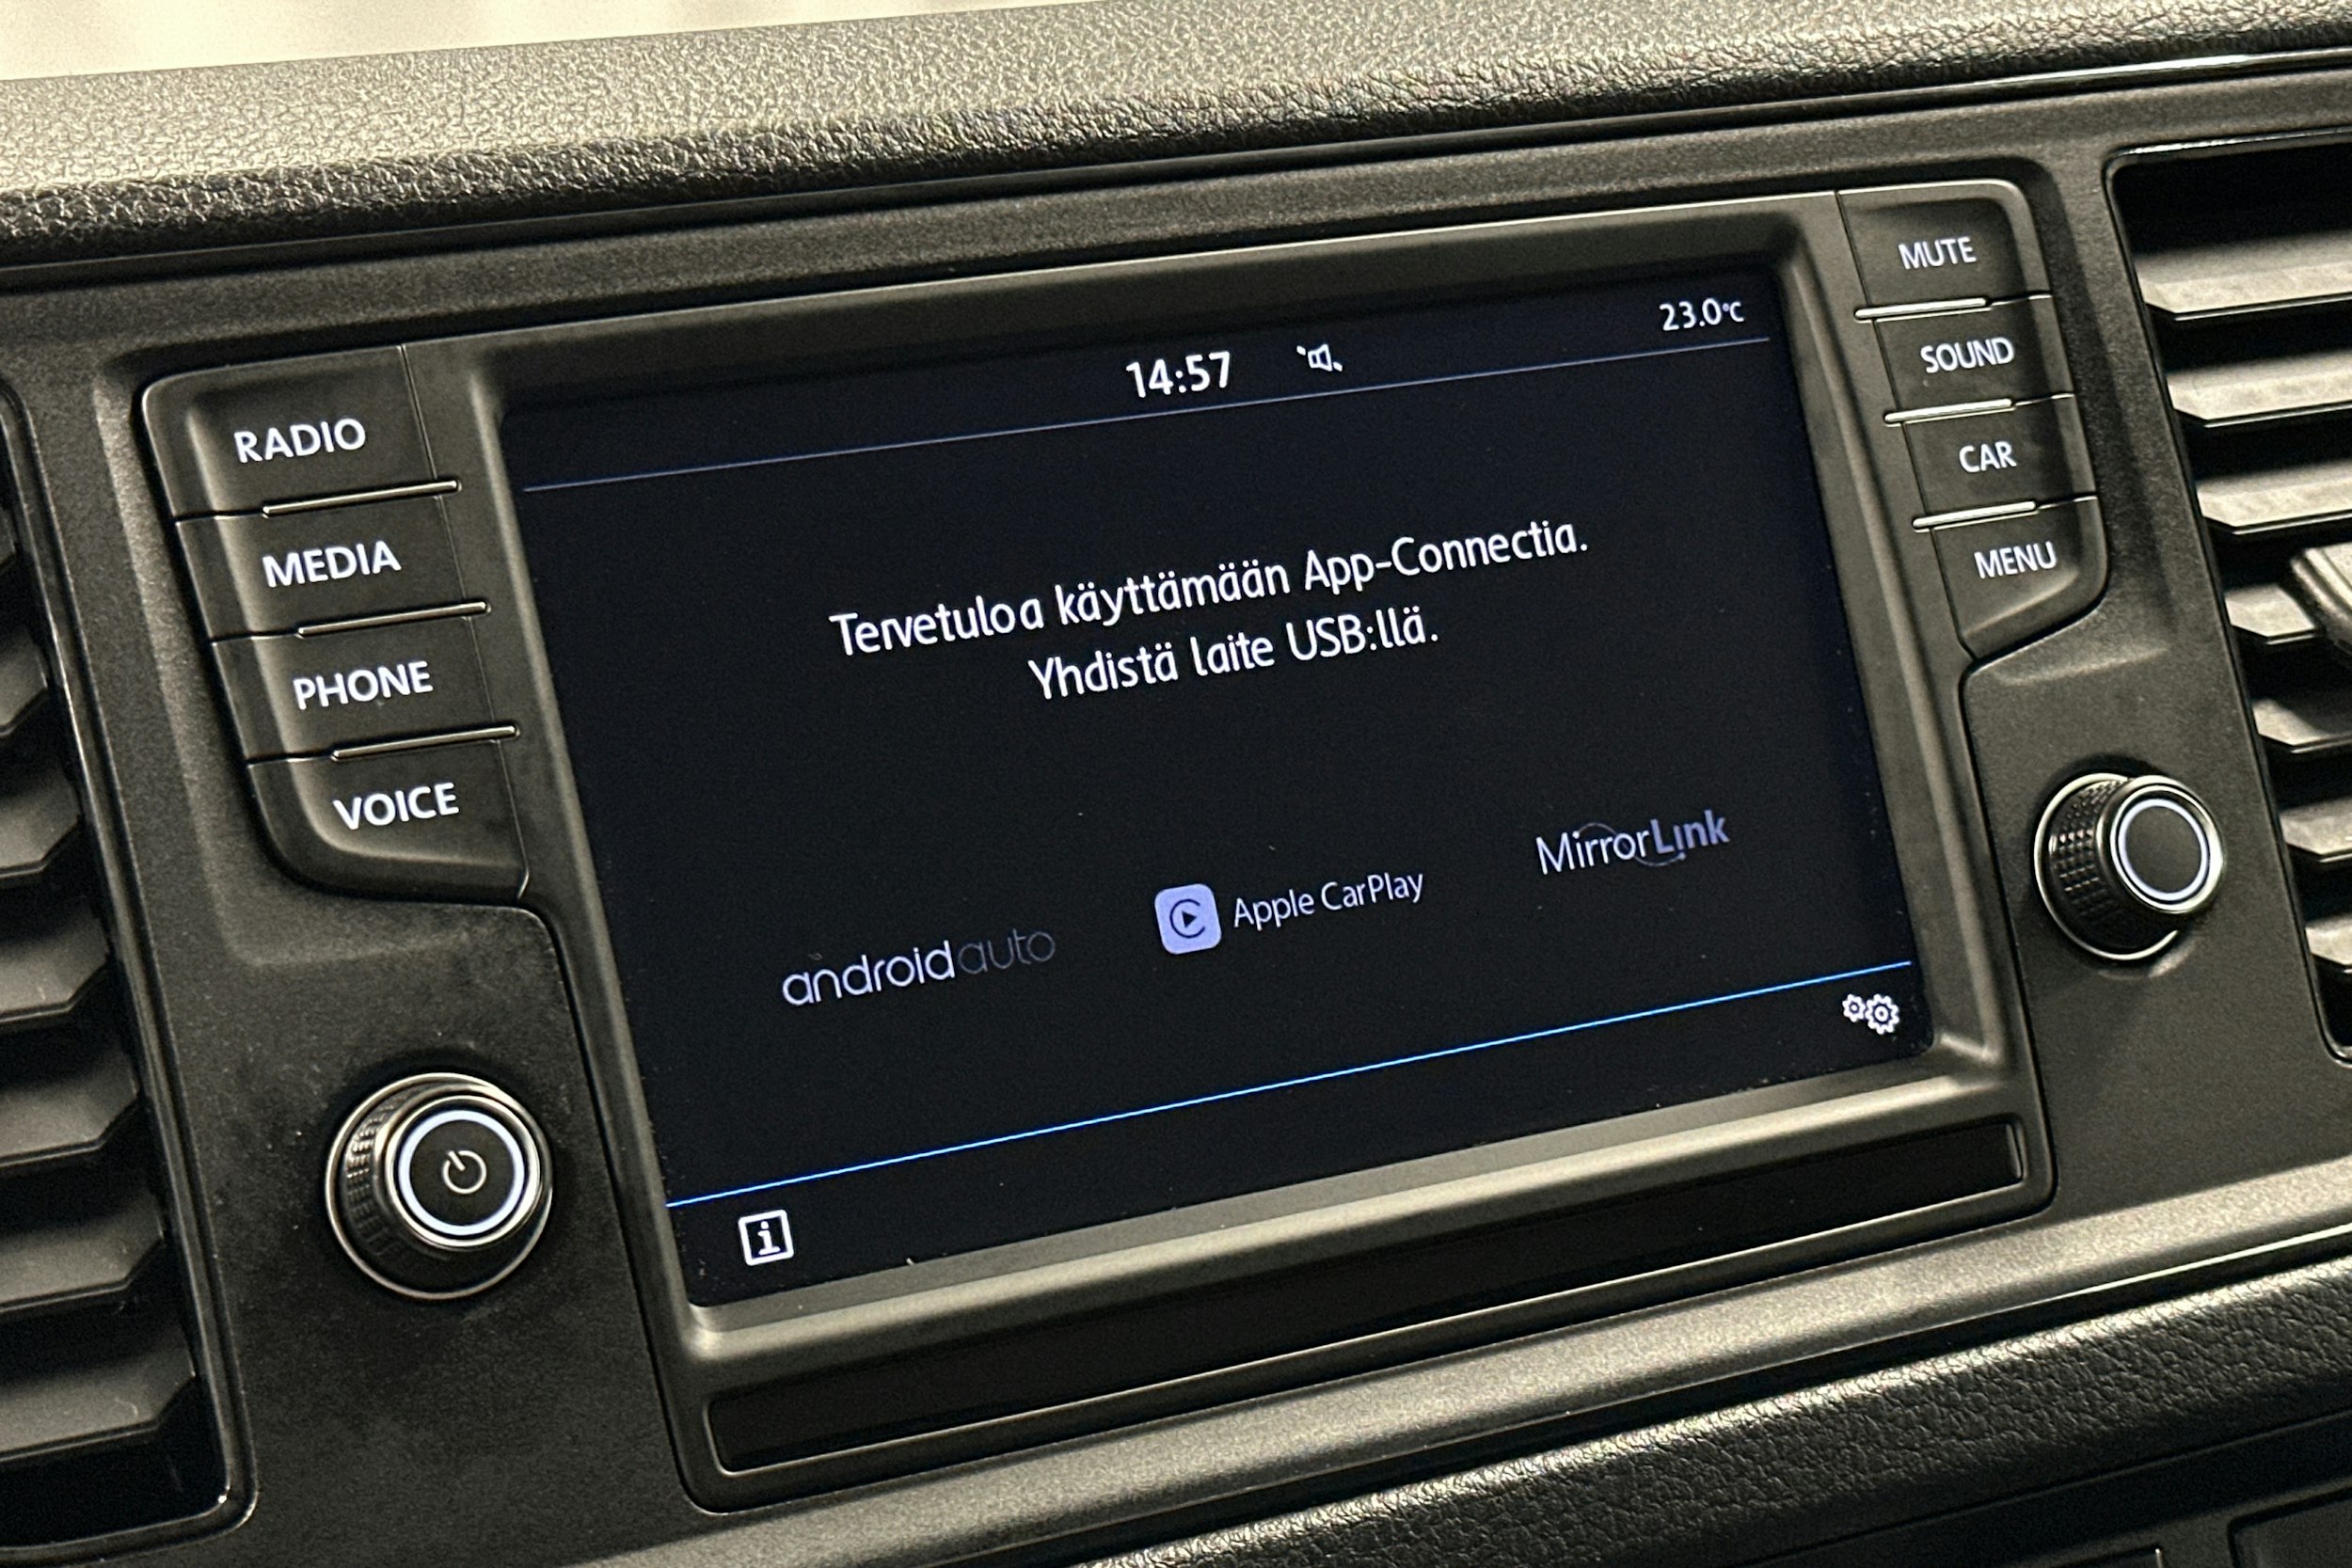 14:57
23.0°C
Tervetuloa käyttämään App-Connectia.
Yhdistä laite USB:llä.
androidauto
Apple CarPlay
MirrorLink
i
RADIO
MEDIA
PHONE
VOICE
MUTE
SOUND
CAR
MENU